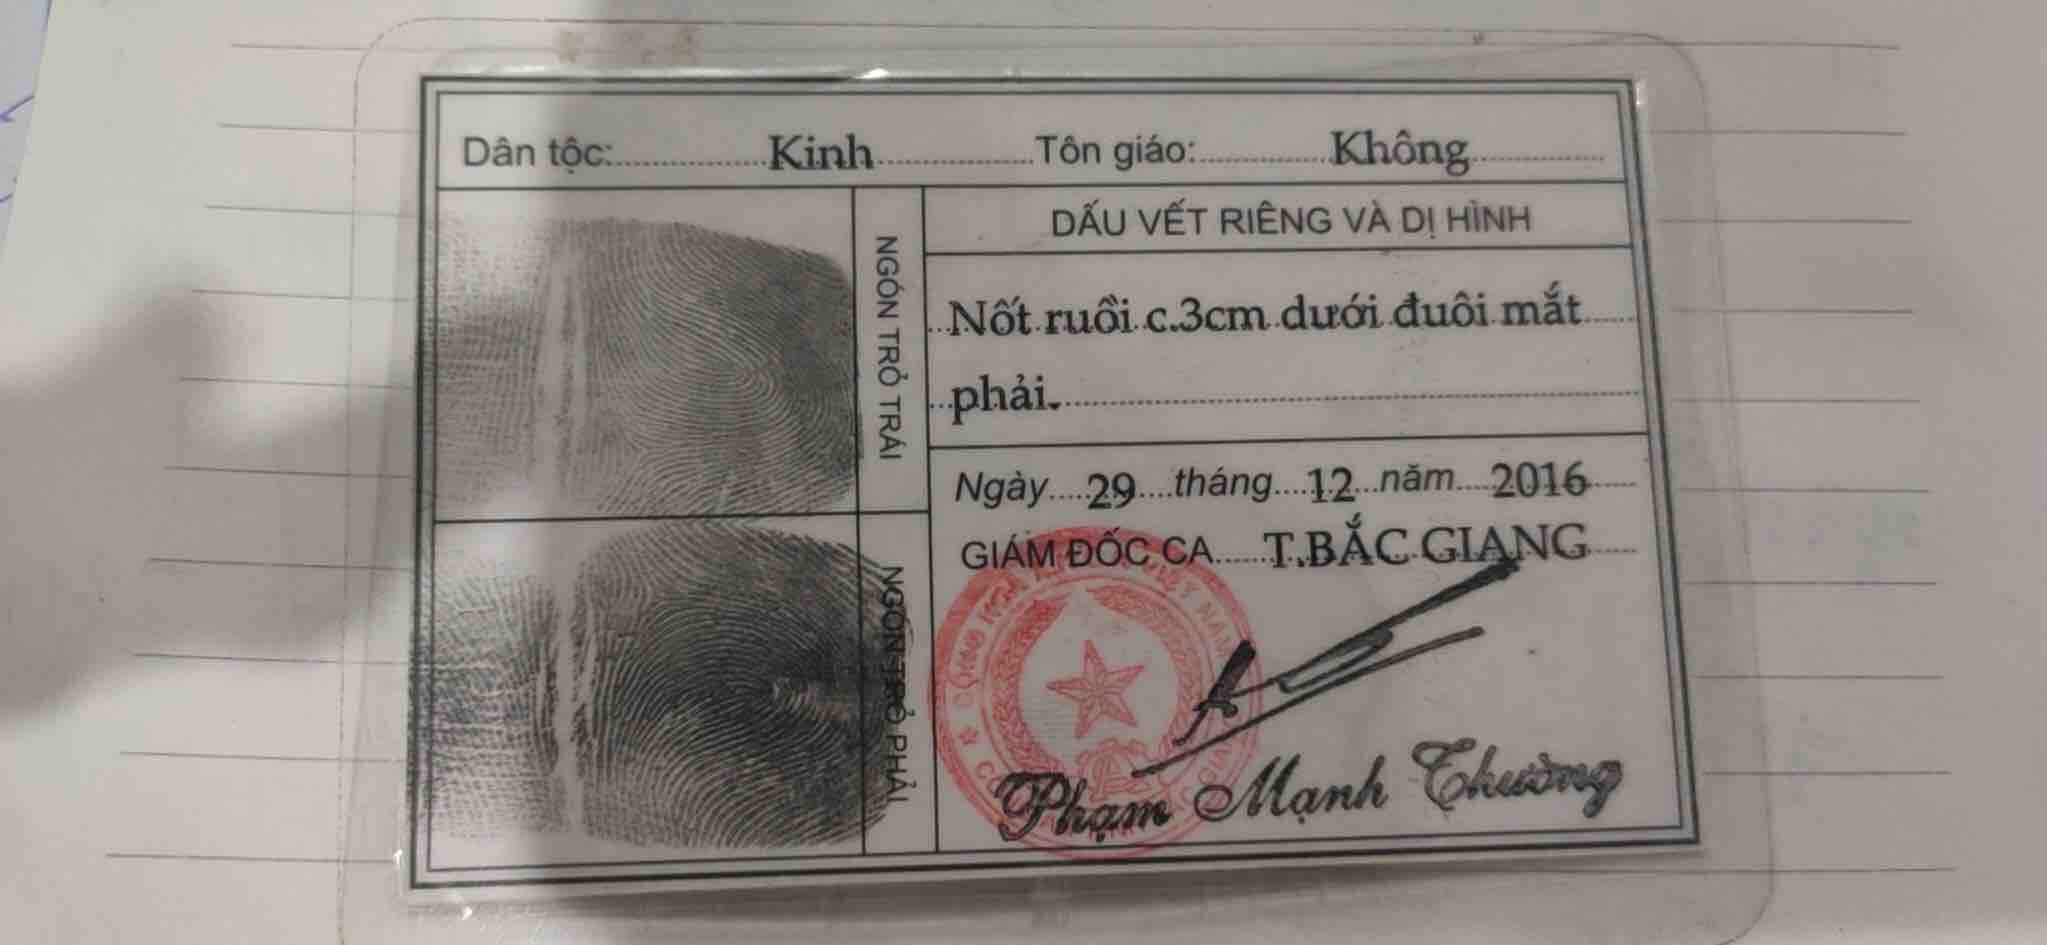 Dân tộc: Kinh Tôn giáo: Không
NGÓN TRỎ TRÁI
NGÓN TRỎ PHẢI
DẤU VẾT RIÊNG VÀ DỊ HÌNH
Nốt ruồi c.3cm dưới đuôi mắt
phải.
Ngày 29 tháng 12 năm 2016
GIÁM ĐỐC CA T.BẮC GIANG
Phạm Mạnh Thường